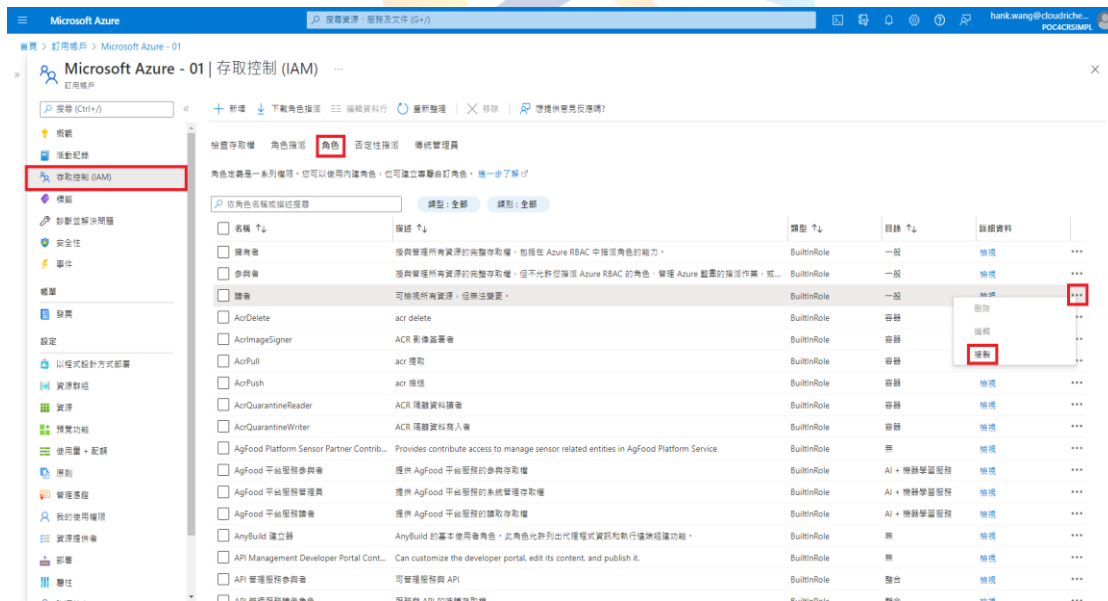 Microsoft Azure
搜尋資源、服務及文件 (G+/)
hank.wang@cloudriche...
POC4CRSIMPL
首頁 > 訂用帳戶 > Microsoft Azure - 01
Microsoft Azure - 01 | 存取控制 (IAM) ...
訂用帳戶
搜尋 (Ctrl+/)
新增 下載角色指派 編輯資料行 重新整理 移除 想提供意見反應嗎?
概觀
活動記錄
存取控制 (IAM)
標籤
診斷並解決問題
安全性
事件
帳單
發票
設定
以程式設計方式部署
資源群組
資源
預覽功能
使用量 + 配額
原則
管理憑證
我的使用權限
資源提供者
部署
屬性
檢查存取權 角色指派 角色 否定性指派 傳統管理員
角色定義是一系列權限。您可以使用內建角色,也可建立專屬自訂角色。 進一步了解
依角色名稱或描述搜尋 類型 : 全部 類別 : 全部
名稱 ↑↓ 描述 ↑↓ 類型 ↑↓ 目錄 ↑↓ 詳細資料
擁有者 授與管理所有資源的完整存取權,包括在 Azure RBAC 中指派角色的能力。 BuiltInRole 一般 檢視 ...
參與者 授與管理所有資源的完整存取權,但不允許您指派 Azure RBAC 的角色、管理 Azure 藍圖的指派作業,或... BuiltInRole 一般 檢視 ...
讀者 可檢視所有資源,但無法變更。 BuiltInRole 一般 檢視 ...
刪除
編輯
複製
AcrDelete acr delete BuiltInRole 容器
AcrImageSigner ACR 影像簽署者 BuiltInRole 容器
AcrPull acr 提取 BuiltInRole 容器
AcrPush acr 推送 BuiltInRole 容器 檢視 ...
AcrQuarantineReader ACR 隔離資料讀者 BuiltInRole 容器 檢視 ...
AcrQuarantineWriter ACR 隔離資料寫入者 BuiltInRole 容器 檢視 ...
AgFood Platform Sensor Partner Contrib... Provides contribute access to manage sensor related entities in AgFood Platform Service BuiltInRole 無 檢視 ...
AgFood 平台服務參與者 提供 AgFood 平台服務的參與存取權 BuiltInRole AI + 機器學習服務 檢視 ...
AgFood 平台服務管理員 提供 AgFood 平台服務的系統管理存取權 BuiltInRole AI + 機器學習服務 檢視 ...
AgFood 平台服務讀者 提供 AgFood 平台服務的讀取存取權 BuiltInRole AI + 機器學習服務 檢視 ...
AnyBuild 建立器 AnyBuild 的基本使用者角色。此角色允許列出代理程式資訊和執行遠端組建功能。 BuiltInRole 無 檢視 ...
API Management Developer Portal Cont... Can customize the developer portal, edit its content, and publish it. BuiltInRole 無 檢視 ...
API 管理服務參與者 可管理服務與 API BuiltInRole 整合 檢視 ...